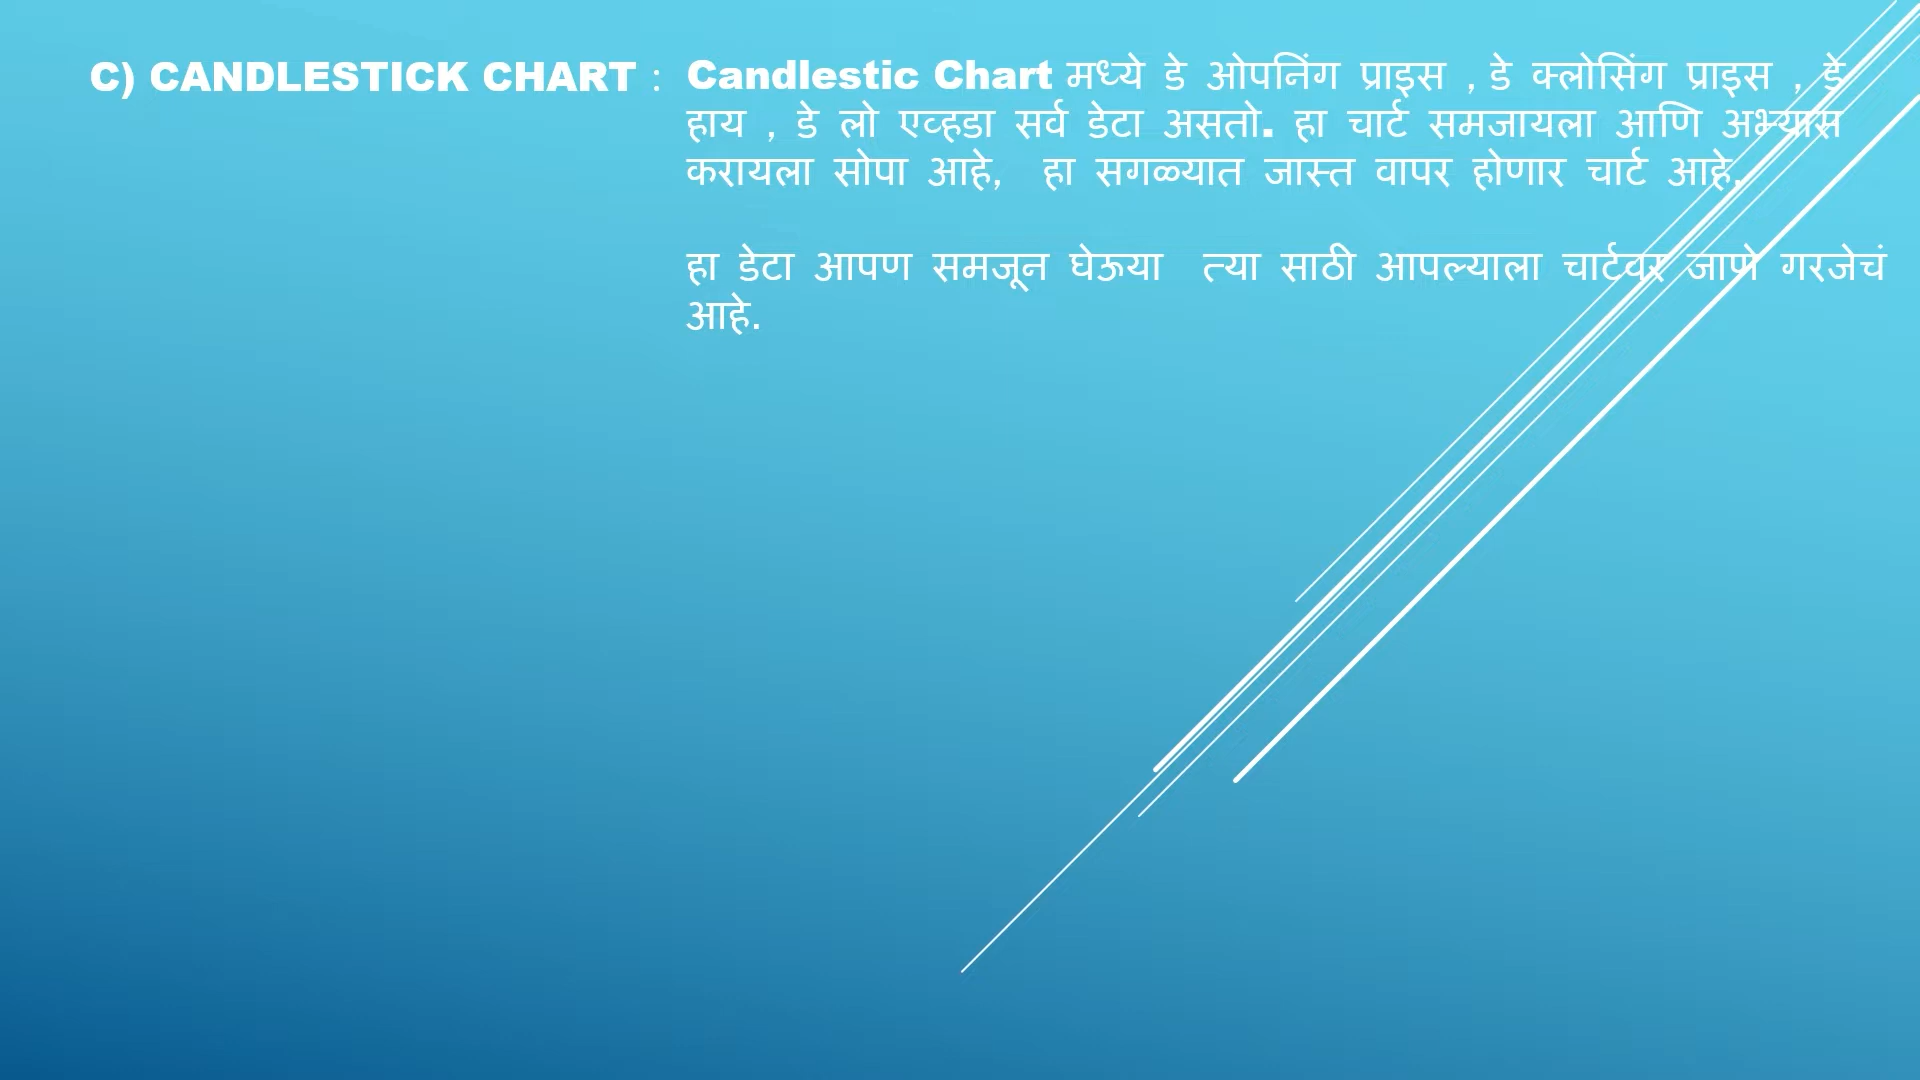 C) CANDLESTICK CHART : Candlestic Chart मध्ये डे ओपनिंग प्राइस , डे क्लोसिंग प्राइस , डे
हाय , डे लो एव्हडा सर्व डेटा असतो. हा चार्ट समजायला आणि अभ्यास
करायला सोपा आहे, हा सगळ्यात जास्त वापर होणार चार्ट आहे.
हा डेटा आपण समजून घेऊया त्या साठी आपल्याला चार्टवर जाणे गरजेचं
आहे.